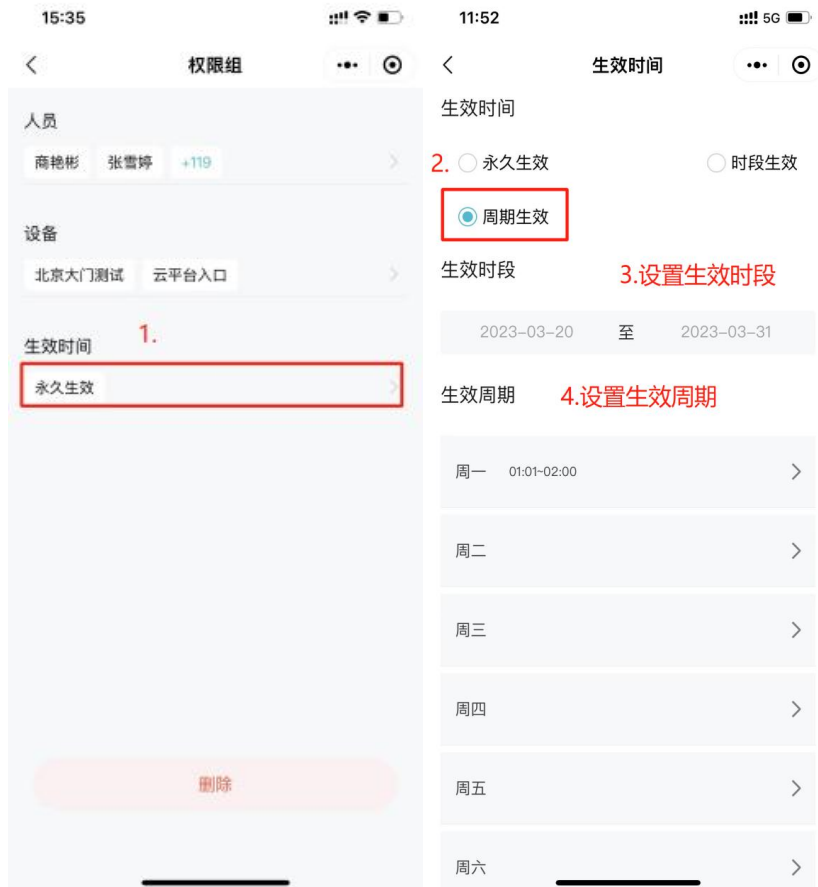 15:35
权限组
人员
商艳彬 张雪婷 +119
设备
北京大门测试 云平台入口
生效时间 1.
永久生效
删除
11:52 5G
生效时间
生效时间
2. 永久生效 时段生效
周期生效
生效时段 3.设置生效时段
2023-03-20 至 2023-03-31
生效周期 4.设置生效周期
周一 01:01~02:00
周二
周三
周四
周五
周六